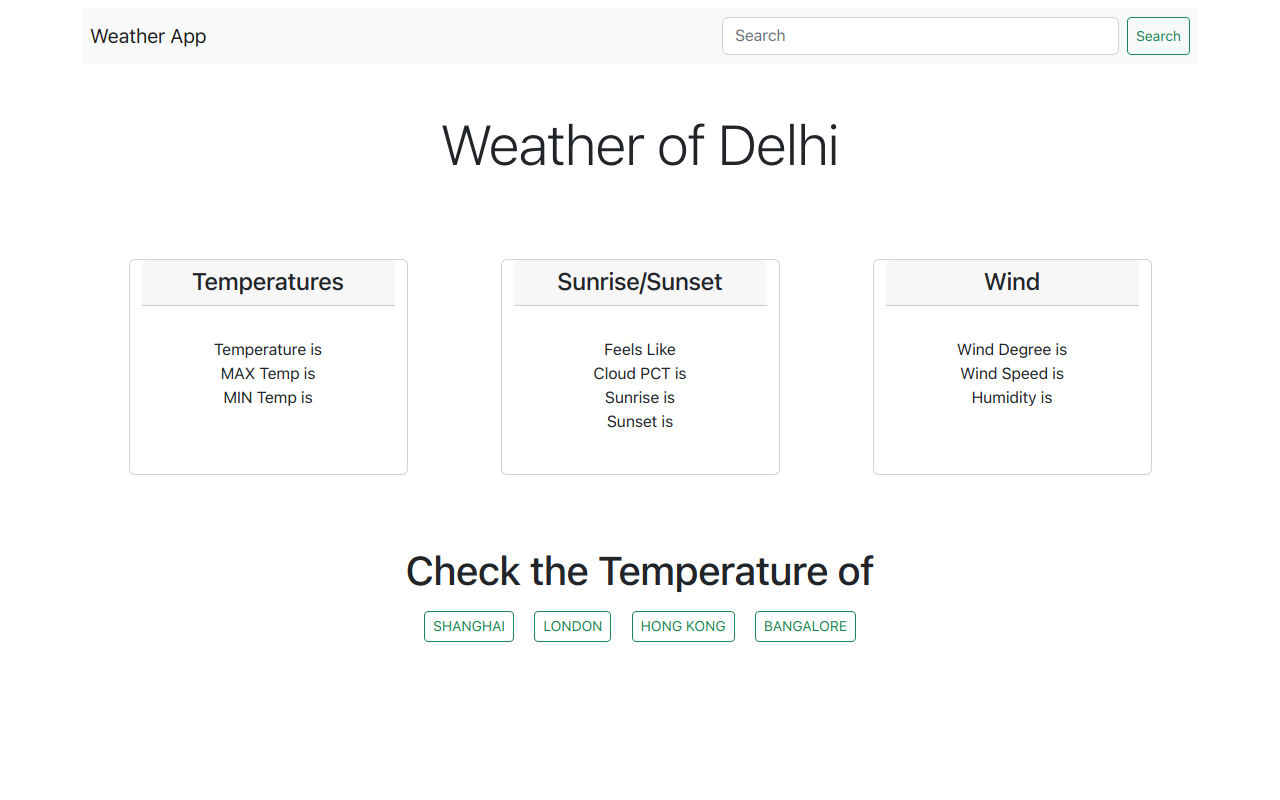 Weather App
Search
Search
Weather of Delhi
Temperatures
Temperature is
MAX Temp is
MIN Temp is
Sunrise/Sunset
Feels Like
Cloud PCT is
Sunrise is
Sunset is
Wind
Wind Degree is
Wind Speed is
Humidity is
Check the Temperature of
SHANGHAI
LONDON
HONG KONG
BANGALORE